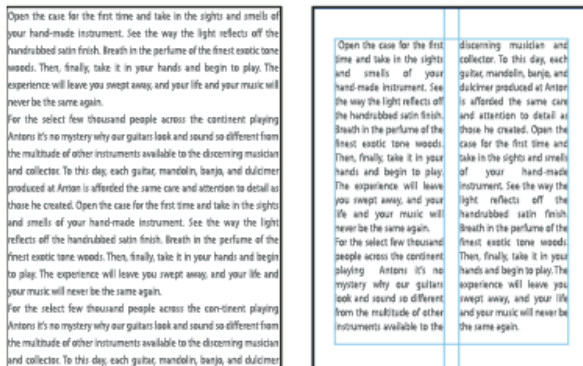 Open the case for the first time and take in the sights and smells of
your hand-made instrument. See the way the light reflects off the
handrubbed satin finish. Breath in the perfume of the finest exotic tone
woods. Then, finally, take it in your hands and begin to play. The
experience will leave you swept away, and your life and your music will
never be the same again.
For the select few thousand people across the continent playing
Antons it's no mystery why our guitars look and sound so different from
the multitude of other instruments available to the discerning musician
and collector. To this day, each guitar, mandolin, banjo, and dulcimer
produced at Anton is afforded the same care and attention to detail as
those he created. Open the case for the first time and take in the sights
and smells of your hand-made instrument. See the way the light
reflects off the handrubbed satin finish. Breath in the perfume of the
finest exotic tone woods. Then, finally, take it in your hands and begin
to play. The experience will leave you swept away, and your life and
your music will never be the same again.
For the select few thousand people across the con-tinent playing
Antons it's no mystery why our guitars look and sound so different from
the multitude of other instruments available to the discerning musician
and collector. To this day, each guitar, mandolin, banjo, and dulcimer
Open the case for the first
time and take in the sights
and smells of your
hand-made instrument. See
the way the light reflects off
the handrubbed satin finish.
Breath in the perfume of the
finest exotic tone woods.
Then, finally, take it in your
hands and begin to play.
The experience will leave
you swept away, and your
life and your music will
never be the same again.
For the select few thousand
people across the continent
playing Antons it's no
mystery why our guitars
look and sound so different
from the multitude of other
instruments available to the
discerning musician and
collector. To this day, each
guitar, mandolin, banjo, and
dulcimer produced at Anton
is afforded the same care
and attention to detail as
those he created. Open the
case for the first time and
take in the sights and smells
of your hand-made
instrument. See the way the
light reflects off the
handrubbed satin finish.
Breath in the perfume of the
finest exotic tone woods.
Then, finally, take it in your
hands and begin to play. The
experience will leave you
swept away, and your life
and your music will never be
the same again.